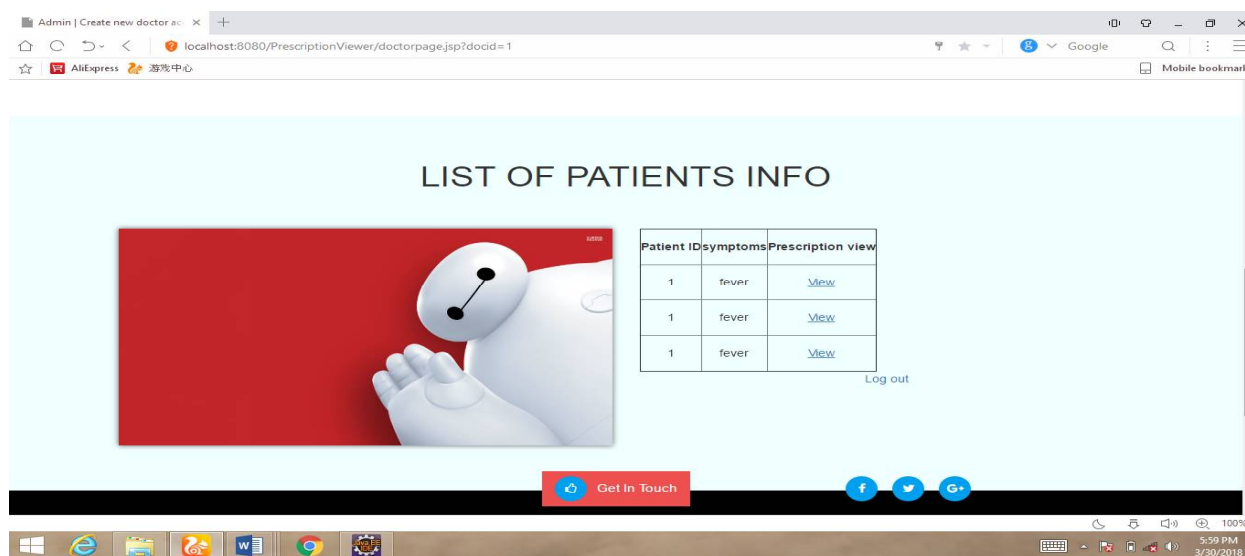 Admin | Create new doctor ac
localhost:8080/PrescriptionViewer/doctorpage.jsp?docid=1
Google
AliExpress 游戏中心
Mobile bookmark
LIST OF PATIENTS INFO
Patient ID symptoms Prescription view
1 fever View
1 fever View
1 fever View
Log out
Get In Touch
100%
5:59 PM
3/30/2018